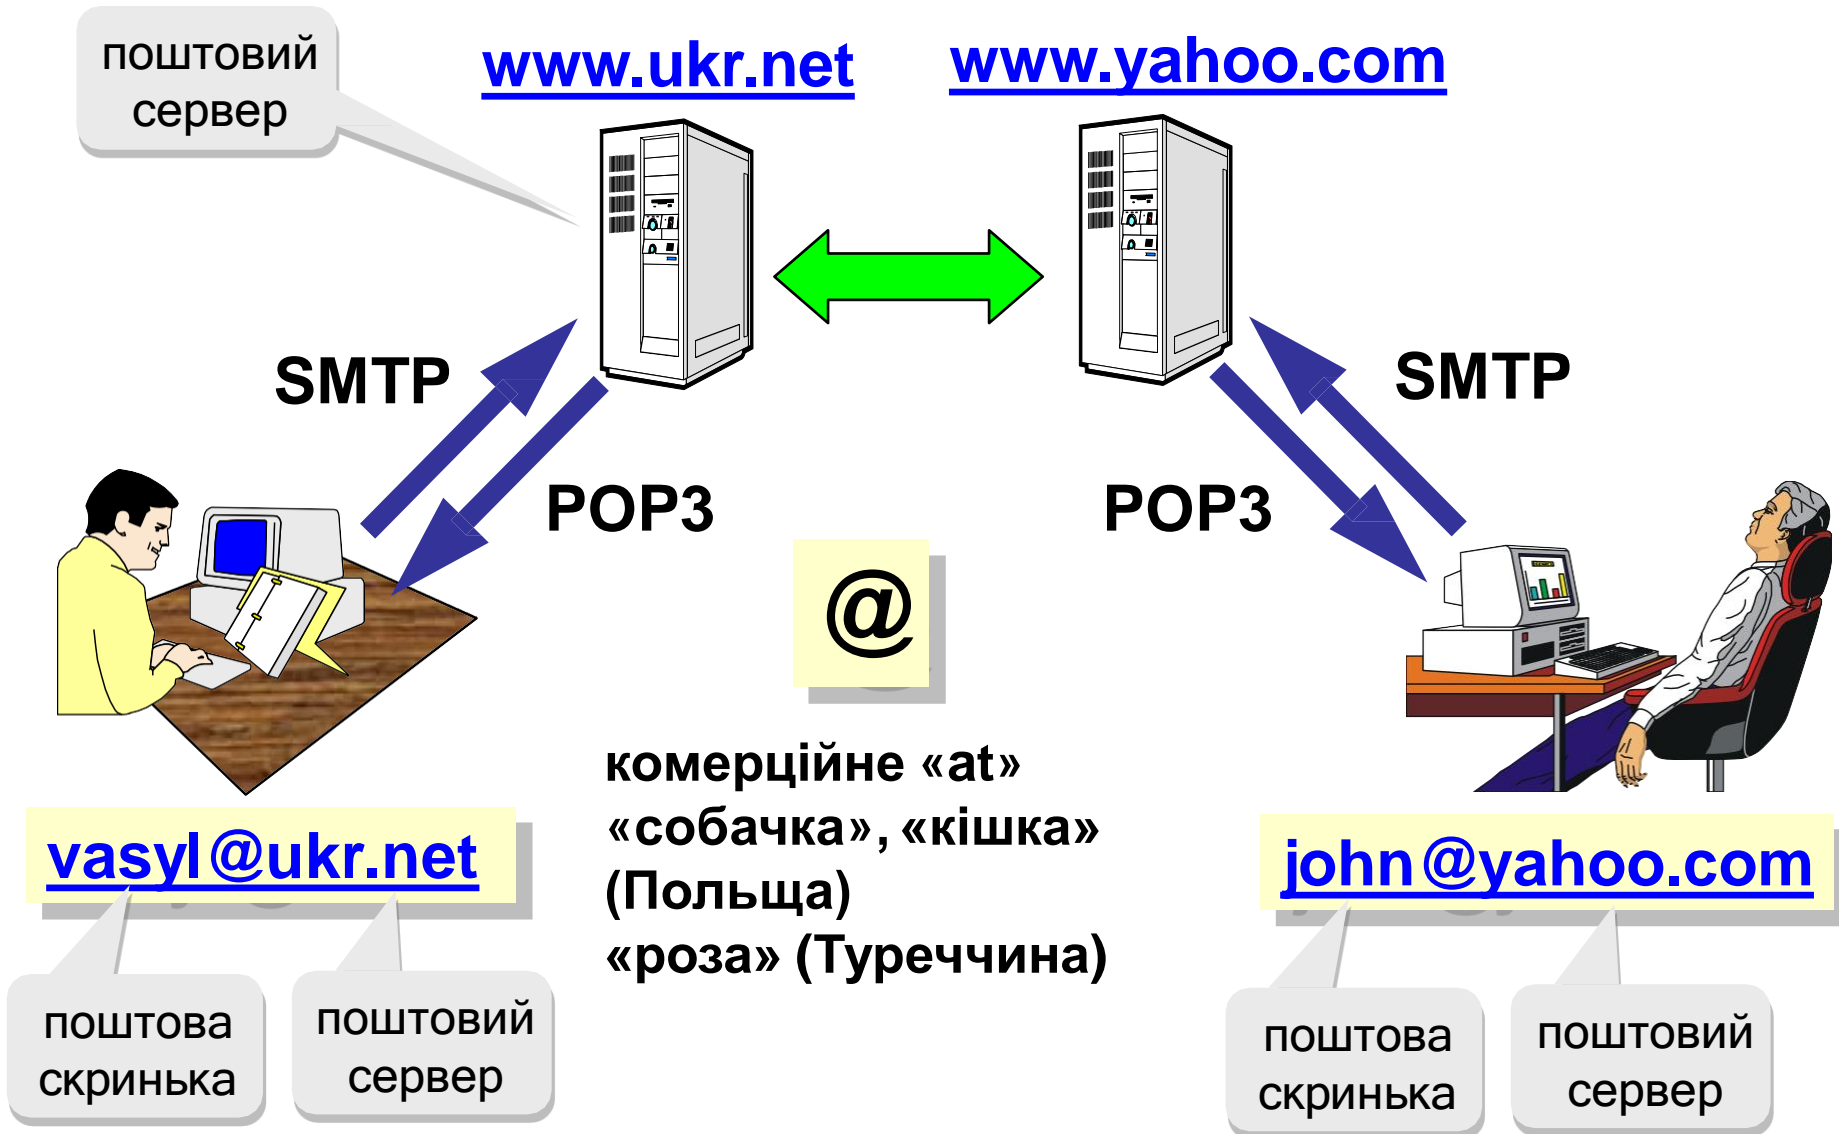 поштовий
сервер
www.ukr.net
www.yahoo.com
SMTP
SMTP
POP3
POP3
@
комерційне «at»
«собачка», «кішка»
(Польща)
«роза» (Туреччина)
vasyl@ukr.net
john@yahoo.com
поштова
скринька
поштовий
сервер
поштова
скринька
поштовий
сервер